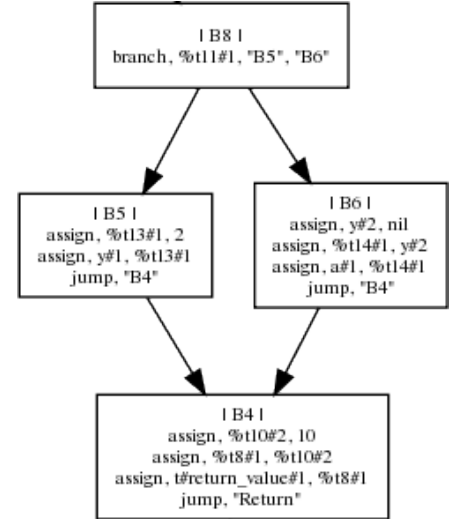 | B8 |
branch, %t11#1, "B5", "B6"
| B5 |
assign, %t13#1, 2
assign, y#1, %t13#1
jump, "B4"
| B6 |
assign, y#2, nil
assign, %t14#1, y#2
assign, a#1, %t14#1
jump, "B4"
| B4 |
assign, %t10#2, 10
assign, %t8#1, %t10#2
assign, t#return_value#1, %t8#1
jump, "Return"